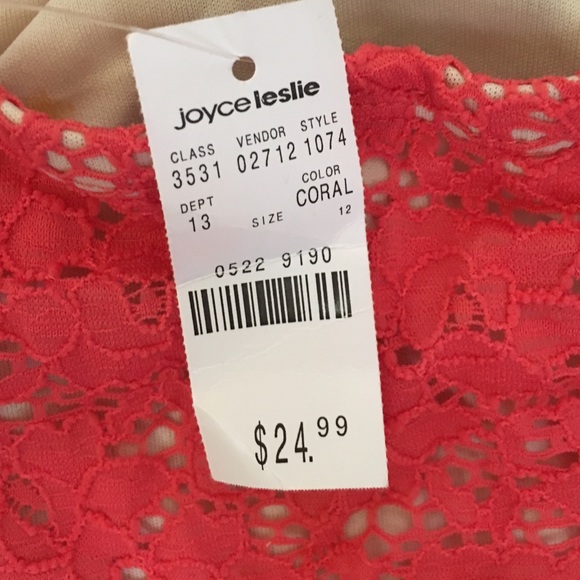 joyceleslie
CLASS VENDOR STYLE
3531 02712 1074
DEPT SIZE COLOR
13 CORAL
12
0522 9190
$24.99